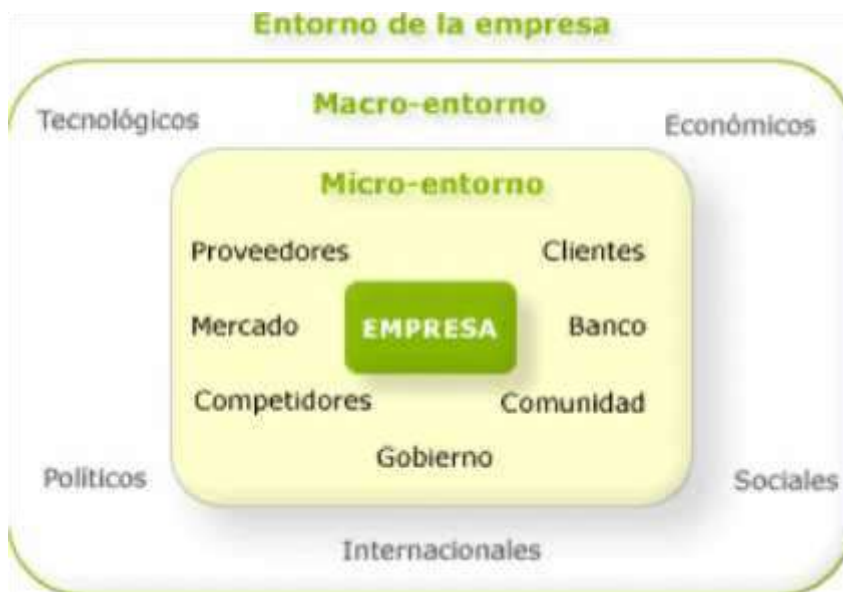 Entorno de la empresa
Macro-entorno
Tecnológicos
Económicos
Micro-entorno
Proveedores
Clientes
Mercado
EMPRESA
Banco
Competidores
Comunidad
Gobierno
Políticos
Sociales
Internacionales